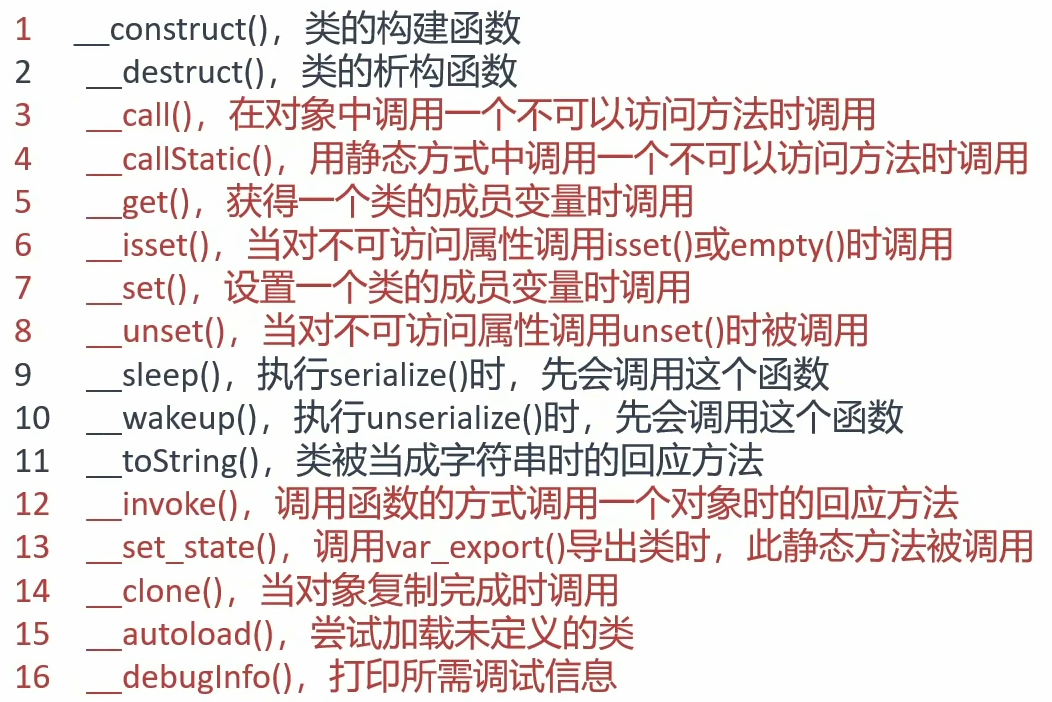 1 __construct()，类的构建函数
2 __destruct()，类的析构函数
3 __call()，在对象中调用一个不可以访问方法时调用
4 __callStatic()，用静态方式中调用一个不可以访问方法时调用
5 __get()，获得一个类的成员变量时调用
6 __isset()，当对不可访问属性调用isset()或empty()时调用
7 __set()，设置一个类的成员变量时调用
8 __unset()，当对不可访问属性调用unset()时被调用
9 __sleep()，执行serialize()时，先会调用这个函数
10 __wakeup()，执行unserialize()时，先会调用这个函数
11 __toString()，类被当成字符串时的回应方法
12 __invoke()，调用函数的方式调用一个对象时的回应方法
13 __set_state()，调用var_export()导出类时，此静态方法被调用
14 __clone()，当对象复制完成时调用
15 __autoload()，尝试加载未定义的类
16 __debugInfo()，打印所需调试信息